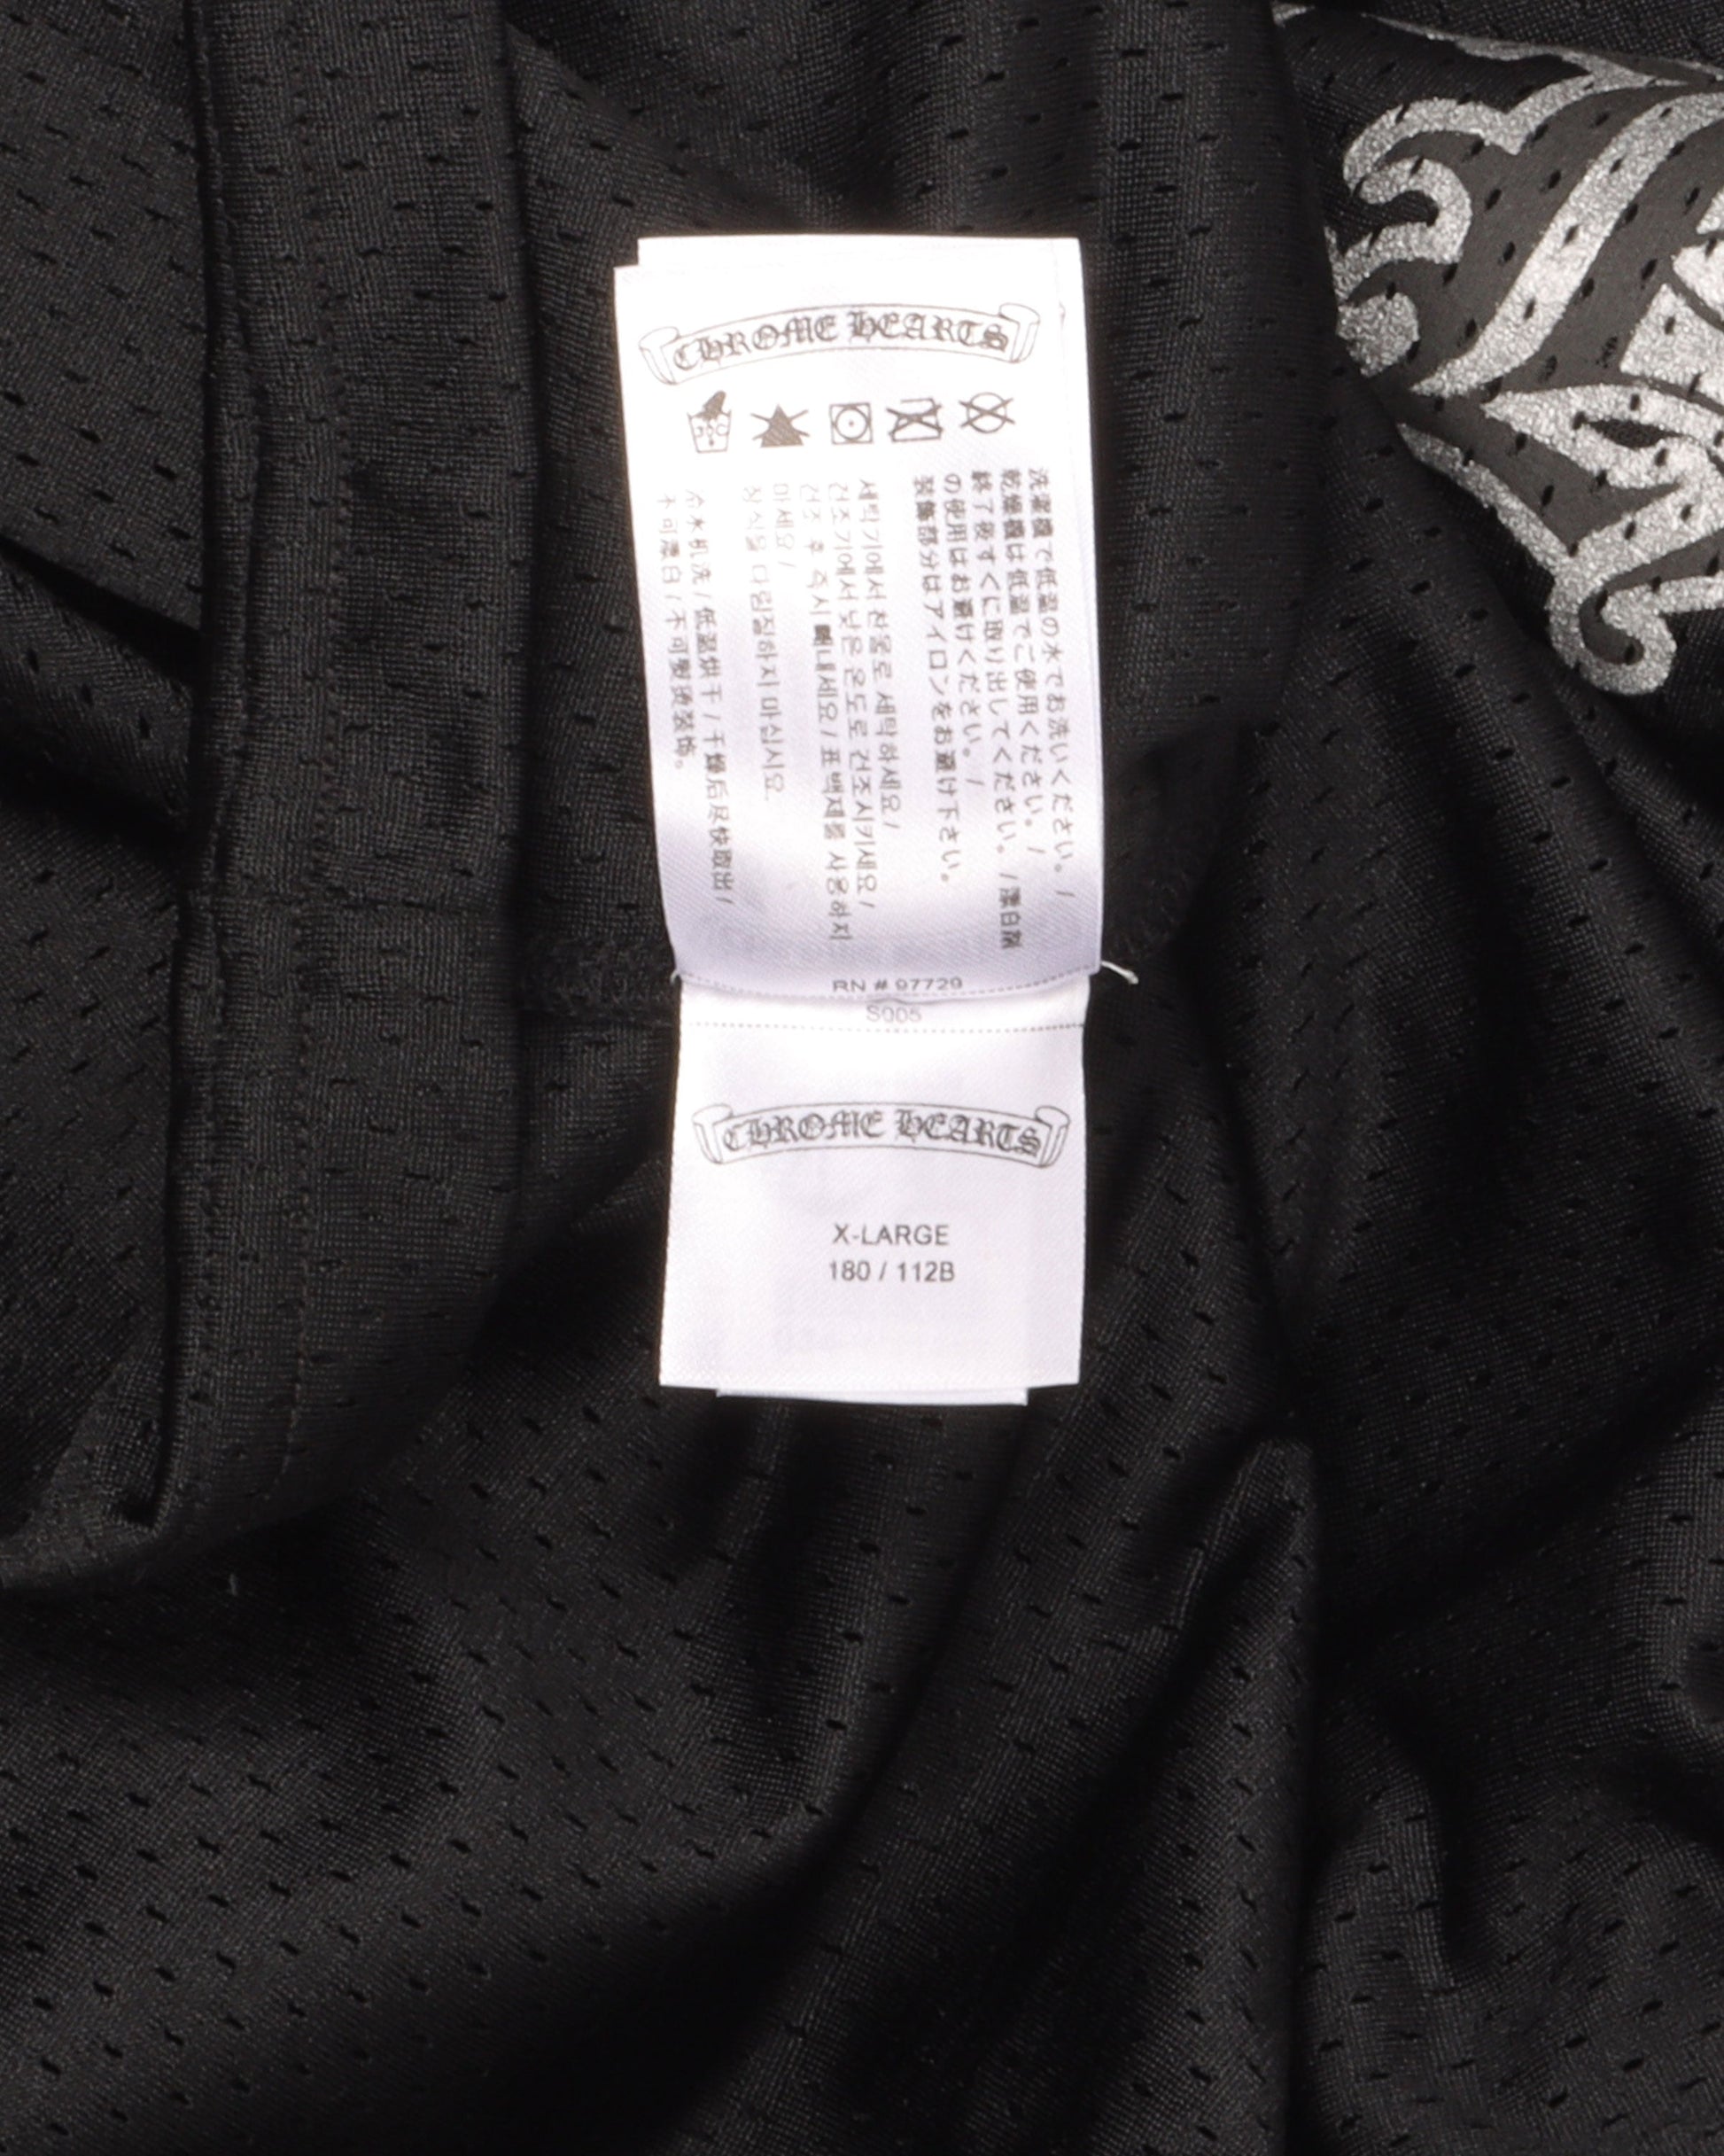 CHROME HEARTS
洗濯機で低温の水でお洗いください。/
乾燥機は低温でご使用ください。/
終了後すぐに取り出してください。/漂白剤
の使用はお避けください。/
装飾部分はアイロンをお避け下さい。
세탁기에서 찬물로 세탁하세요/
건조기에서 낮은 온도로 건조시키세요/
건조 후 즉시 빼내세요/표백제를 사용하지
마세요/
장식을 다림질하지 마십시요.
冷水机洗/低温烘干/干燥后尽快取出/
不可漂白/不可熨烫装饰。
RN # 97729
S005
CHROME HEARTS
X-LARGE
180 / 112B